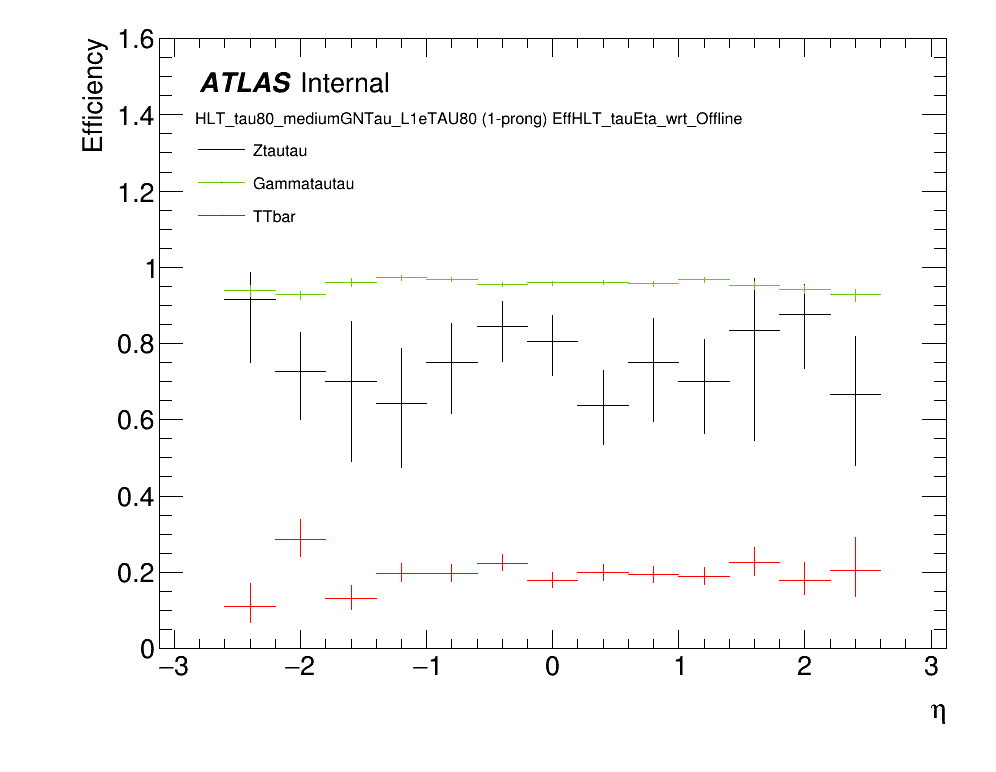 Efficiency
1.6
1.4
1.2
1
0.8
0.6
0.4
0.2
0
ATLAS Internal
HLT_tau80_mediumGNTau_L1eTAU80 (1-prong) EffHLT_tauEta_wrt_Offline
Ztautau
Gammatautau
TTbar
−3 −2 −1 0 1 2 3
η